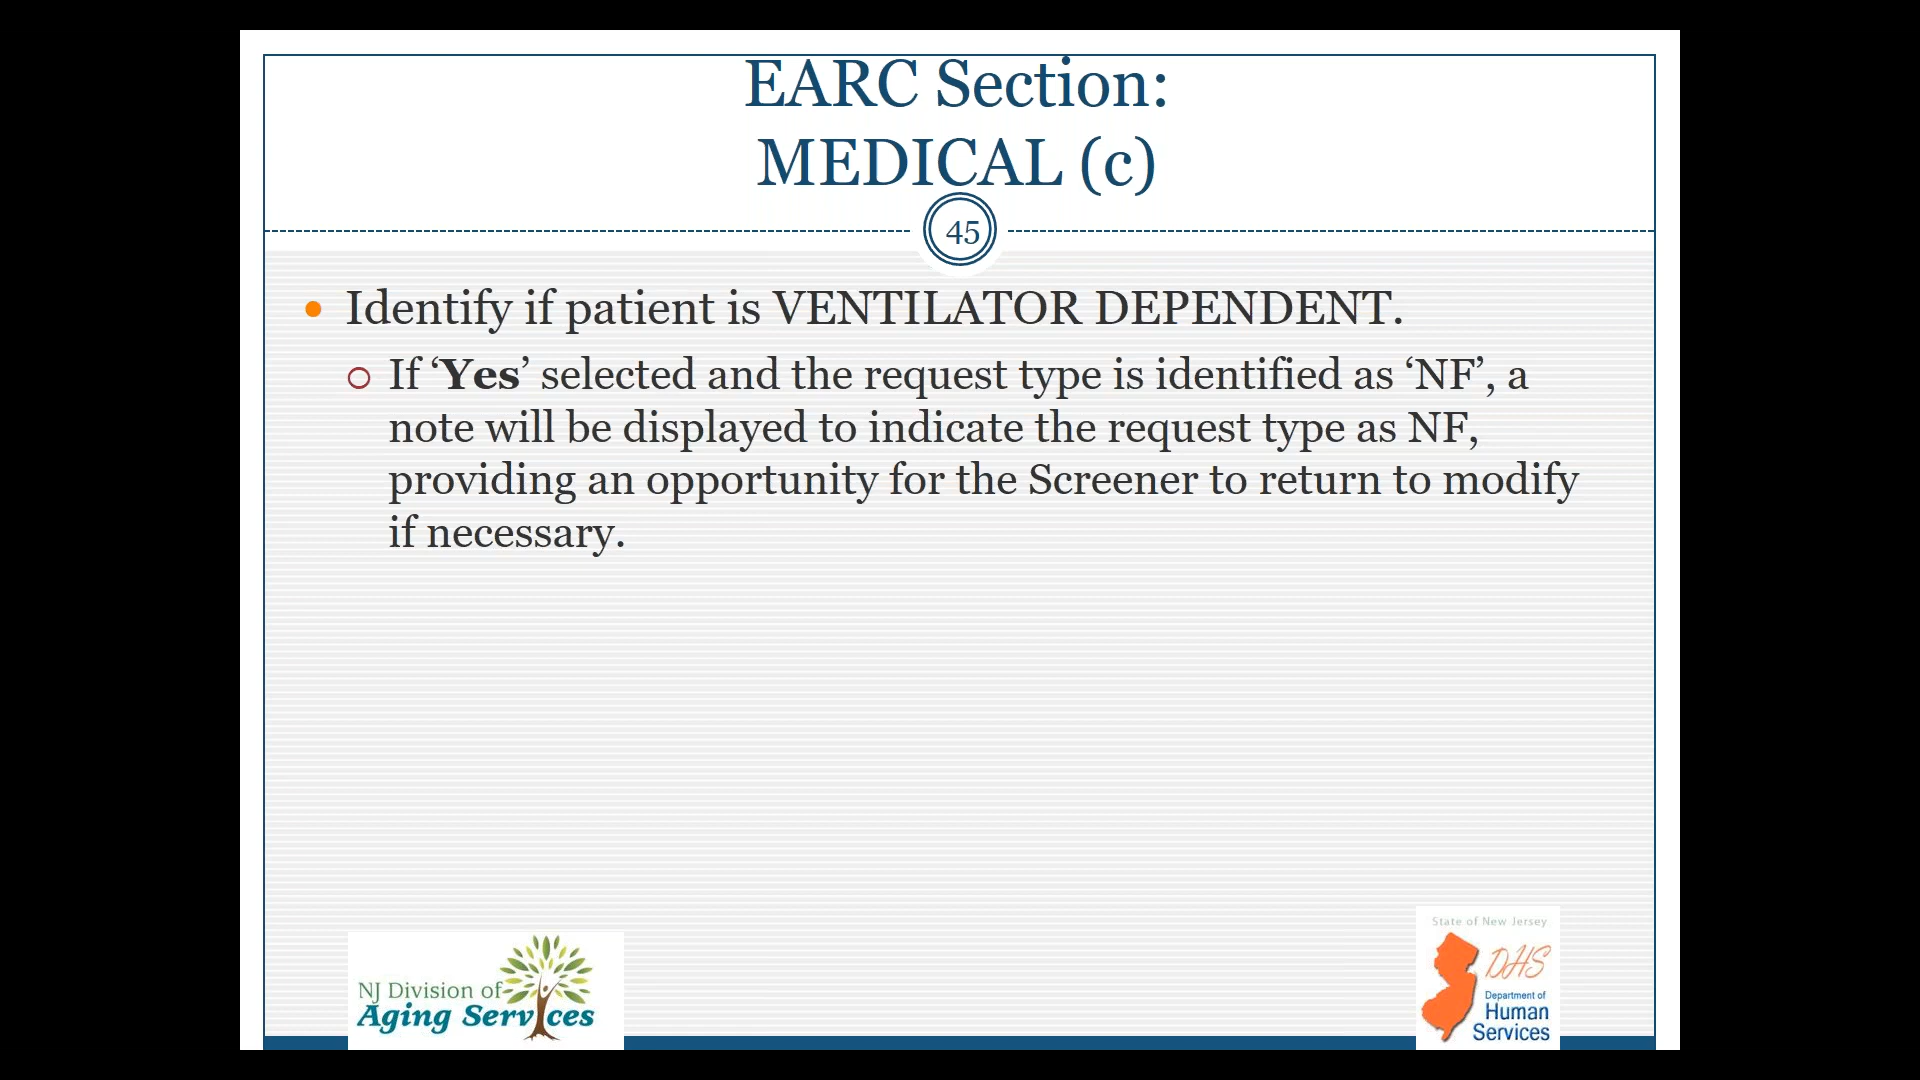 EARC Section:
MEDICAL (c)
45
• Identify if patient is VENTILATOR DEPENDENT.
○ If ‘Yes’ selected and the request type is identified as ‘NF’, a
note will be displayed to indicate the request type as NF,
providing an opportunity for the Screener to return to modify
if necessary.
NJ Division of
Aging Services
State of New Jersey
DHS
Department of
Human
Services